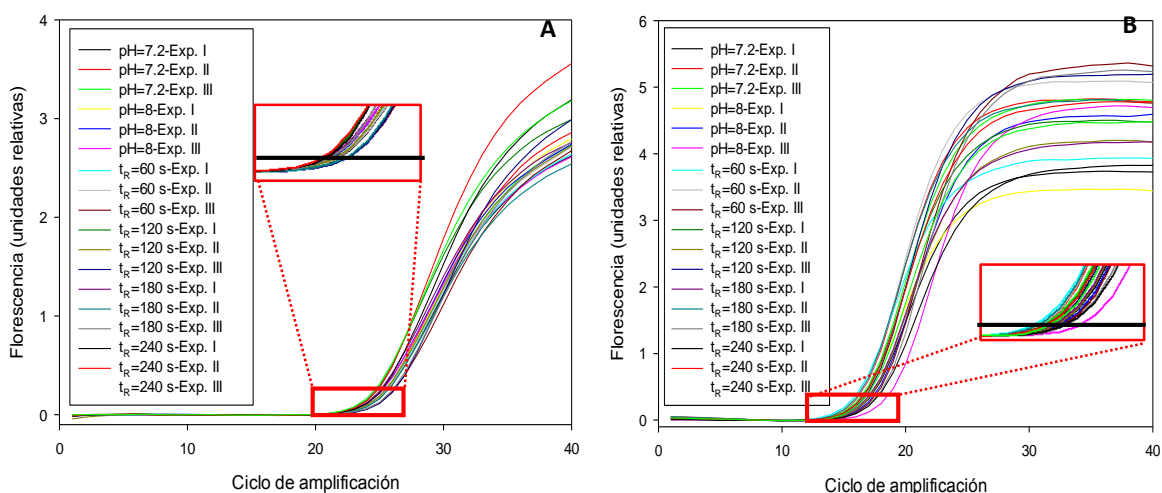 A
Florescencia (unidades relativas)
4
3
2
1
0
pH=7.2-Exp. I
pH=7.2-Exp. II
pH=7.2-Exp. III
pH=8-Exp. I
pH=8-Exp. II
pH=8-Exp. III
tR=60 s-Exp. I
tR=60 s-Exp. II
tR=60 s-Exp. III
tR=120 s-Exp. I
tR=120 s-Exp. II
tR=120 s-Exp. III
tR=180 s-Exp. I
tR=180 s-Exp. II
tR=180 s-Exp. III
tR=240 s-Exp. I
tR=240 s-Exp. II
tR=240 s-Exp. III
0 10 20 30 40
Ciclo de amplificación
B
Florescencia (unidades relativas)
6
5
4
3
2
1
0
pH=7.2-Exp. I
pH=7.2-Exp. II
pH=7.2-Exp. III
pH=8-Exp. I
pH=8-Exp. II
pH=8-Exp. III
tR=60 s-Exp. I
tR=60 s-Exp. II
tR=60 s-Exp. III
tR=120 s-Exp. I
tR=120 s-Exp. II
tR=120 s-Exp. III
tR=180 s-Exp. I
tR=180 s-Exp. II
tR=180 s-Exp. III
tR=240 s-Exp. I
tR=240 s-Exp. II
tR=240 s-Exp. III
0 10 20 30 40
Ciclo de amplificación